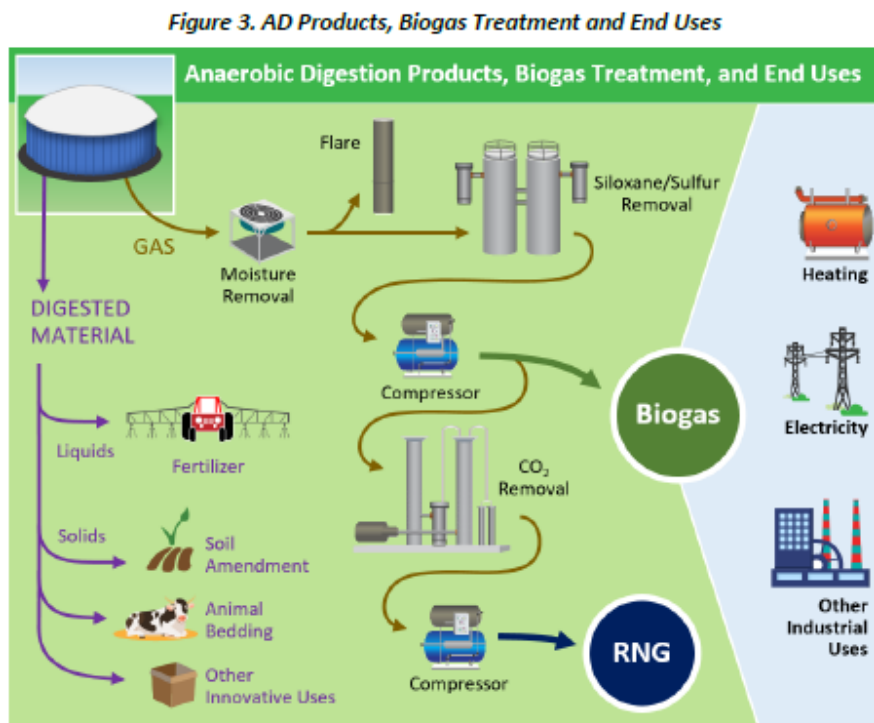 Figure 3. AD Products, Biogas Treatment and End Uses
Anaerobic Digestion Products, Biogas Treatment, and End Uses
Flare
Siloxane/Sulfur
Removal
GAS
Moisture
Removal
Heating
DIGESTED
MATERIAL
Compressor
Biogas
Electricity
Liquids
Fertilizer
CO₂
Removal
Solids
Soil
Amendment
Animal
Bedding
Other
Industrial
Uses
RNG
Other
Innovative Uses
Compressor